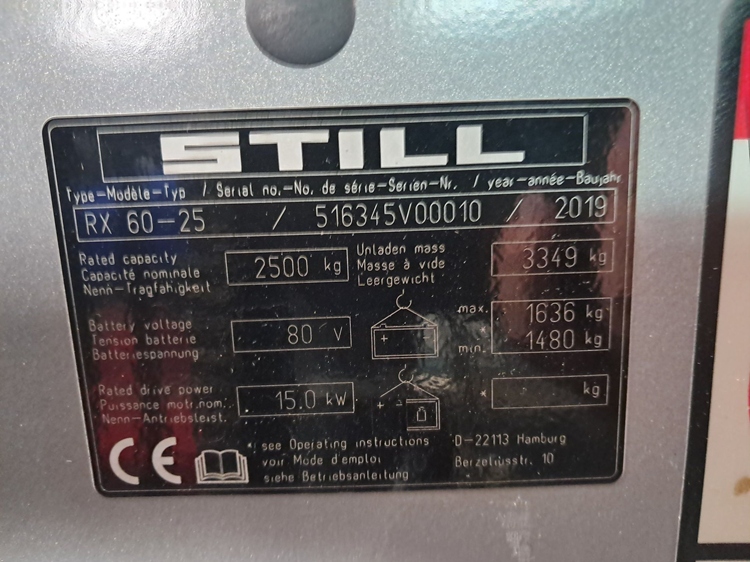 STILL
Type-Modèle-Typ / Serial no.-No. de série-Serien-Nr. / year-année-Baujahr
RX 60-25 / 516345V00010 / 2019
Rated capacity
Capacité nominale
Nenn-Tragfähigkeit
2500 kg
Unladen mass
Masse à vide
Leergewicht
3349 kg
Battery voltage
Tension batterie
Batteriespannung
80 V
+ -
max. 1636 kg
* min. 1480 kg
Rated drive power
Puissance motr.nom.
Nenn-Antriebsleist.
15.0 kW
+ -
* kg
CE
*: see Operating instructions
voir Mode d'emploi
siehe Betriebsanleitung
D-22113 Hamburg
Berzeliusstr. 10